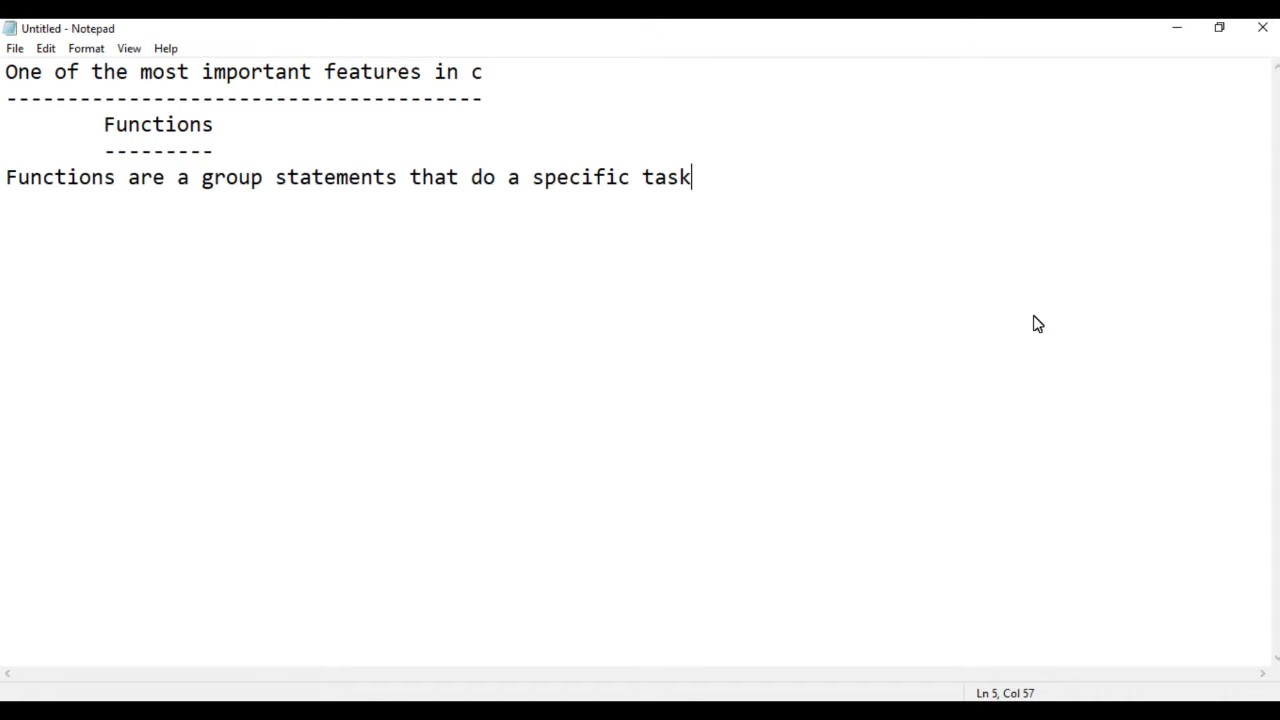 Untitled - Notepad
File Edit Format View Help
One of the most important features in c
---------------------------------------
Functions
---------
Functions are a group statements that do a specific task
Ln 5, Col 57